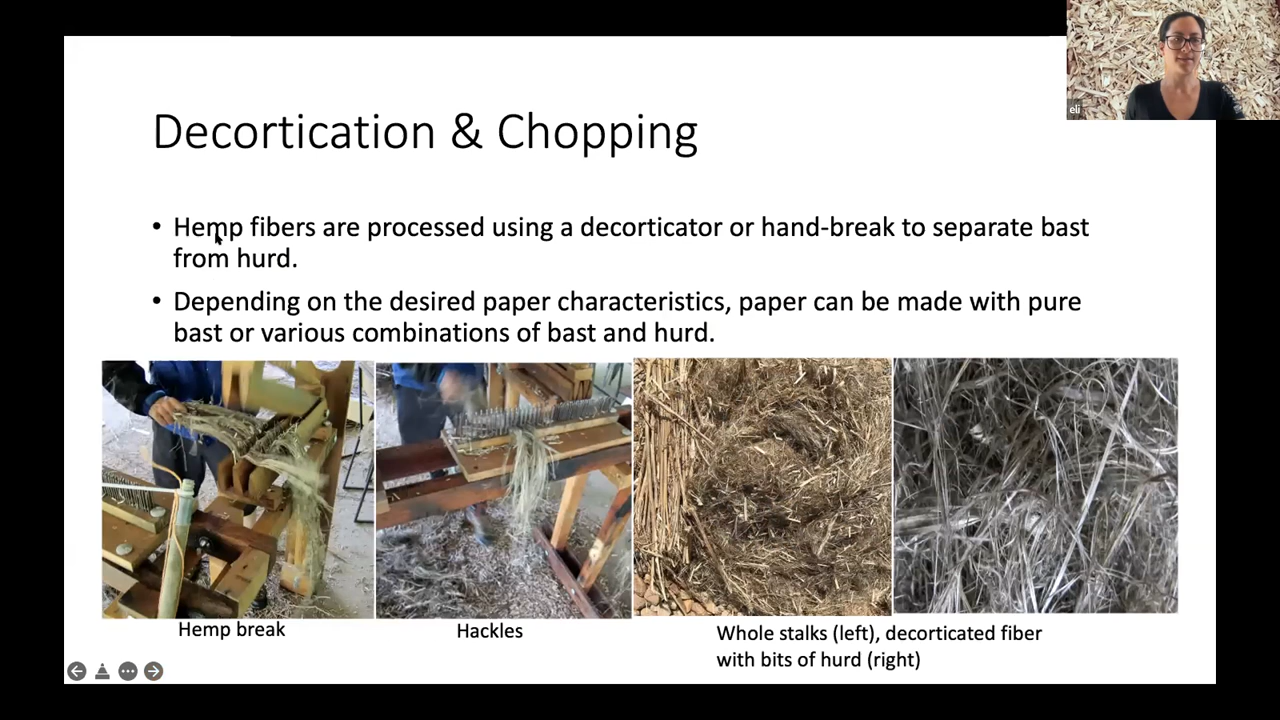 eli
Decortication & Chopping
• Hemp fibers are processed using a decorticator or hand-break to separate bast
from hurd.
• Depending on the desired paper characteristics, paper can be made with pure
bast or various combinations of bast and hurd.
Hemp break
Hackles
Whole stalks (left), decorticated fiber
with bits of hurd (right)